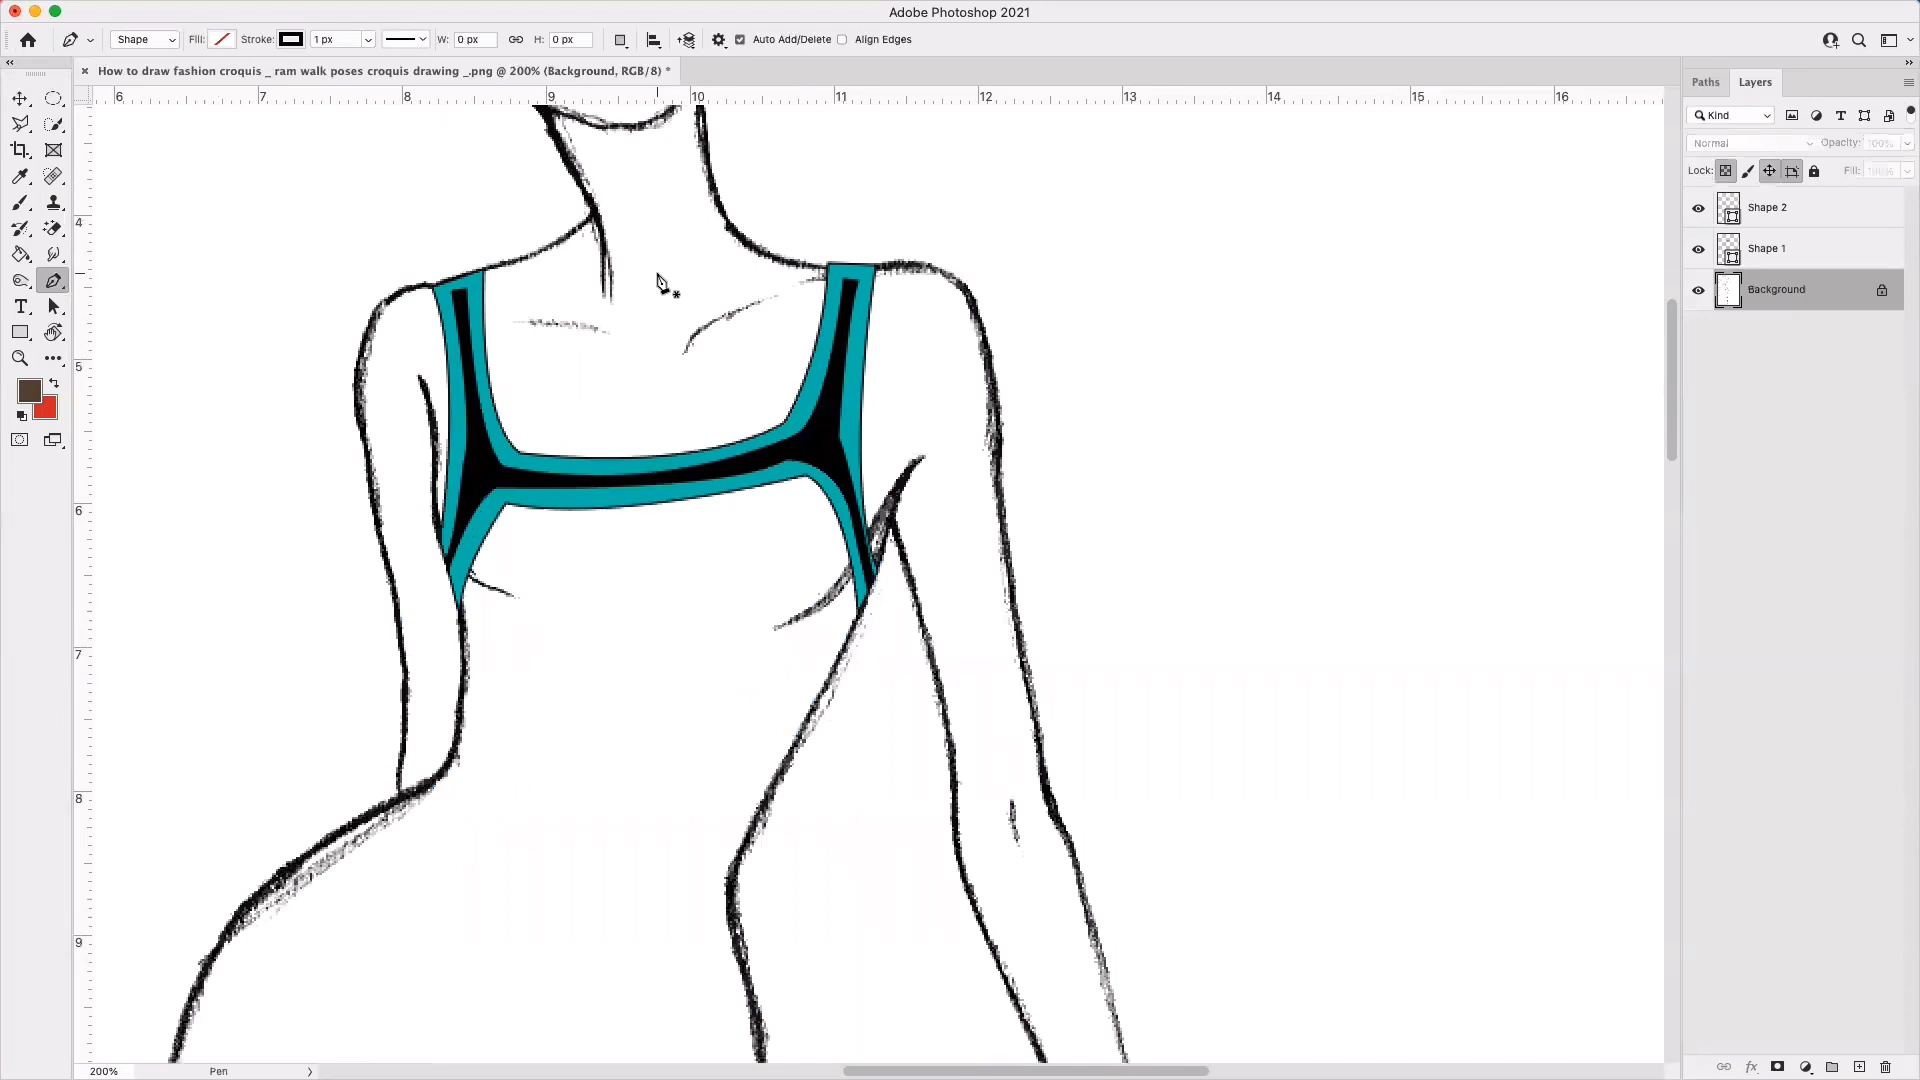 Adobe Photoshop 2021
Shape Fill: Stroke: 1 px W: 0 px H: 0 px Auto Add/Delete Align Edges
How to draw fashion croquis _ ram walk poses croquis drawing _.png @ 200% (Background, RGB/8) *
6 7 8 9 10 11 12 13 14 15 16
4
5
6
7
8
9
Paths Layers
Kind
Normal Opacity: 100%
Lock: Fill: 100%
Shape 2
Shape 1
Background
200% Pen